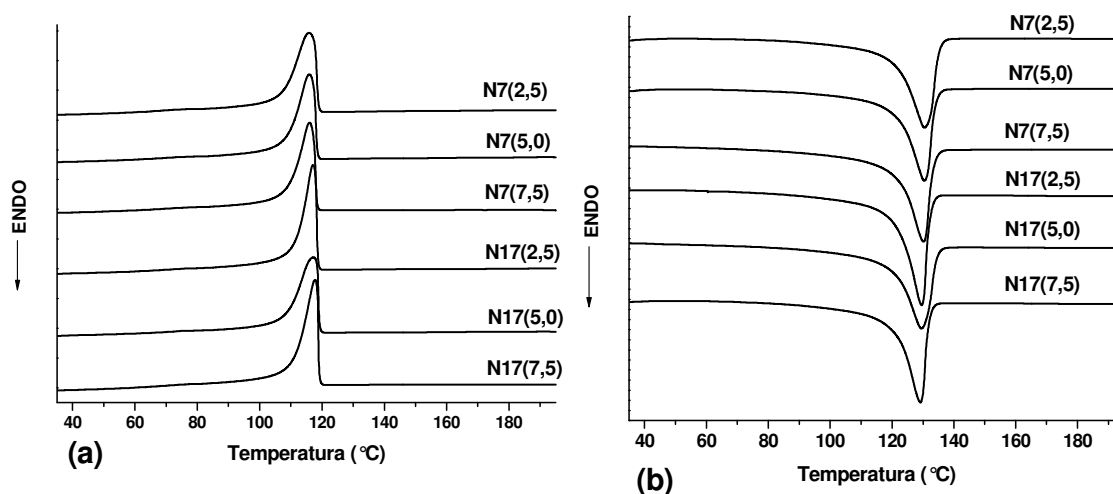 N7(2,5)
N7(5,0)
N7(7,5)
N17(2,5)
N17(5,0)
N17(7,5)
ENDO
40 60 80 100 120 140 160 180
Temperatura (°C)
(a)
N7(2,5)
N7(5,0)
N7(7,5)
N17(2,5)
N17(5,0)
N17(7,5)
ENDO
40 60 80 100 120 140 160 180
Temperatura (°C)
(b)